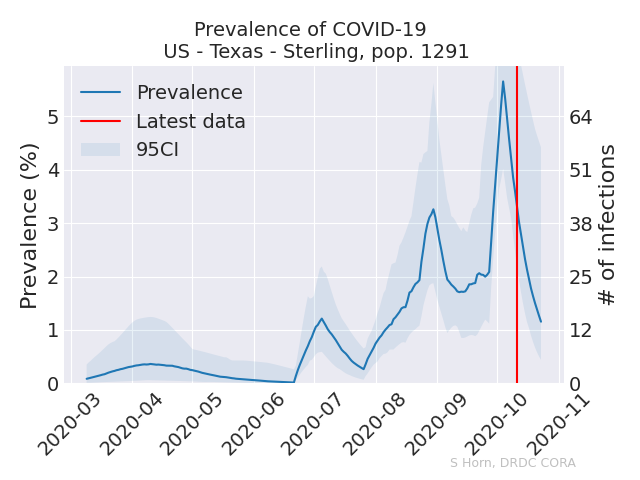 Prevalence of COVID-19
US - Texas - Sterling, pop. 1291
Prevalence
Latest data
95CI
Prevalence (%)
5
4
3
2
1
0
# of infections
64
51
38
25
12
0
2020-03
2020-04
2020-05
2020-06
2020-07
2020-08
2020-09
2020-10
2020-11
S Horn, DRDC CORA